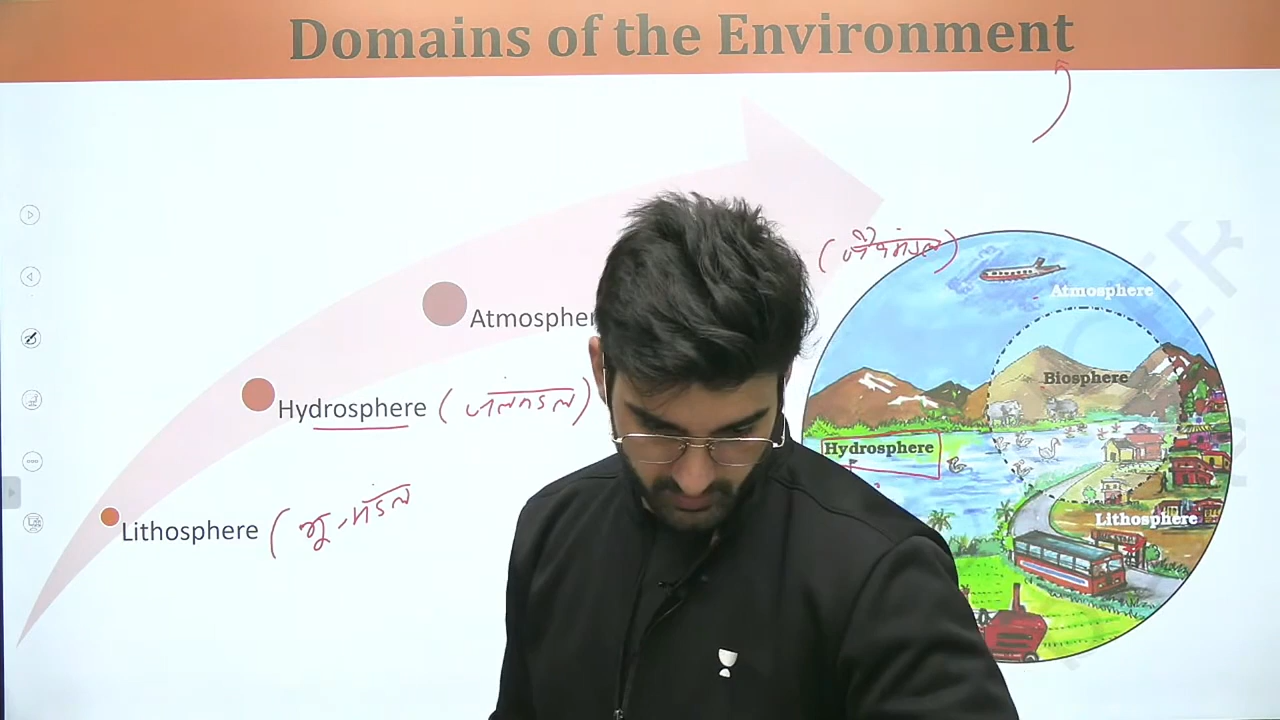 Domains of the Environment
(जैवमंडल)
Atmosphere
Biosphere
Atmospher
Hydrosphere (जलमंडल)
Hydrosphere
Lithosphere
Lithosphere (भू-मंडल